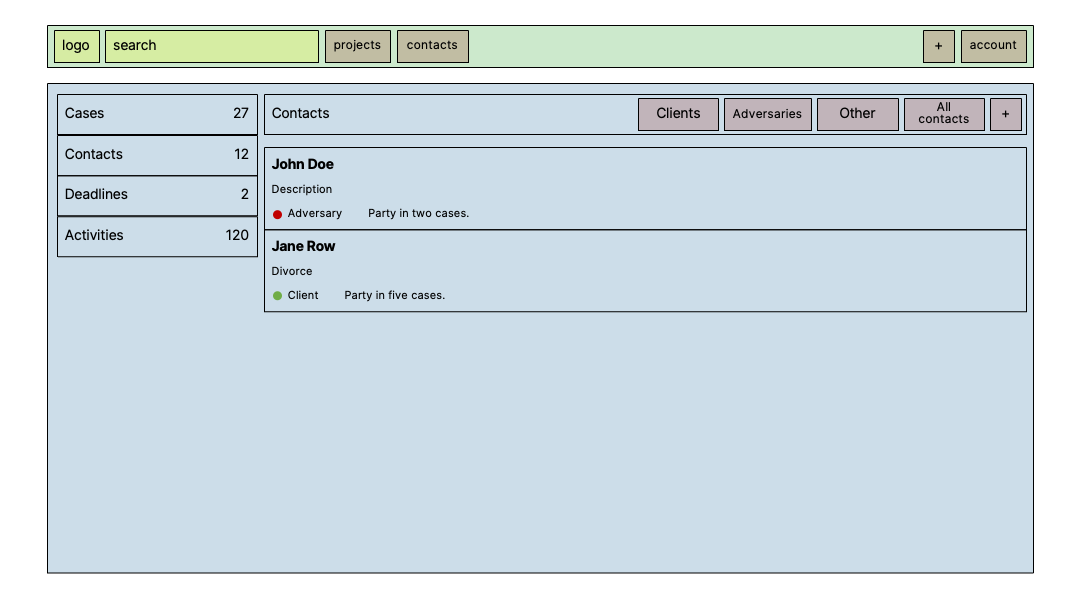 logo search projects contacts + account
Cases 27
Contacts 12
Deadlines 2
Activities 120
Contacts Clients Adversaries Other All contacts +
John Doe
Description
Adversary Party in two cases.
Jane Row
Divorce
Client Party in five cases.